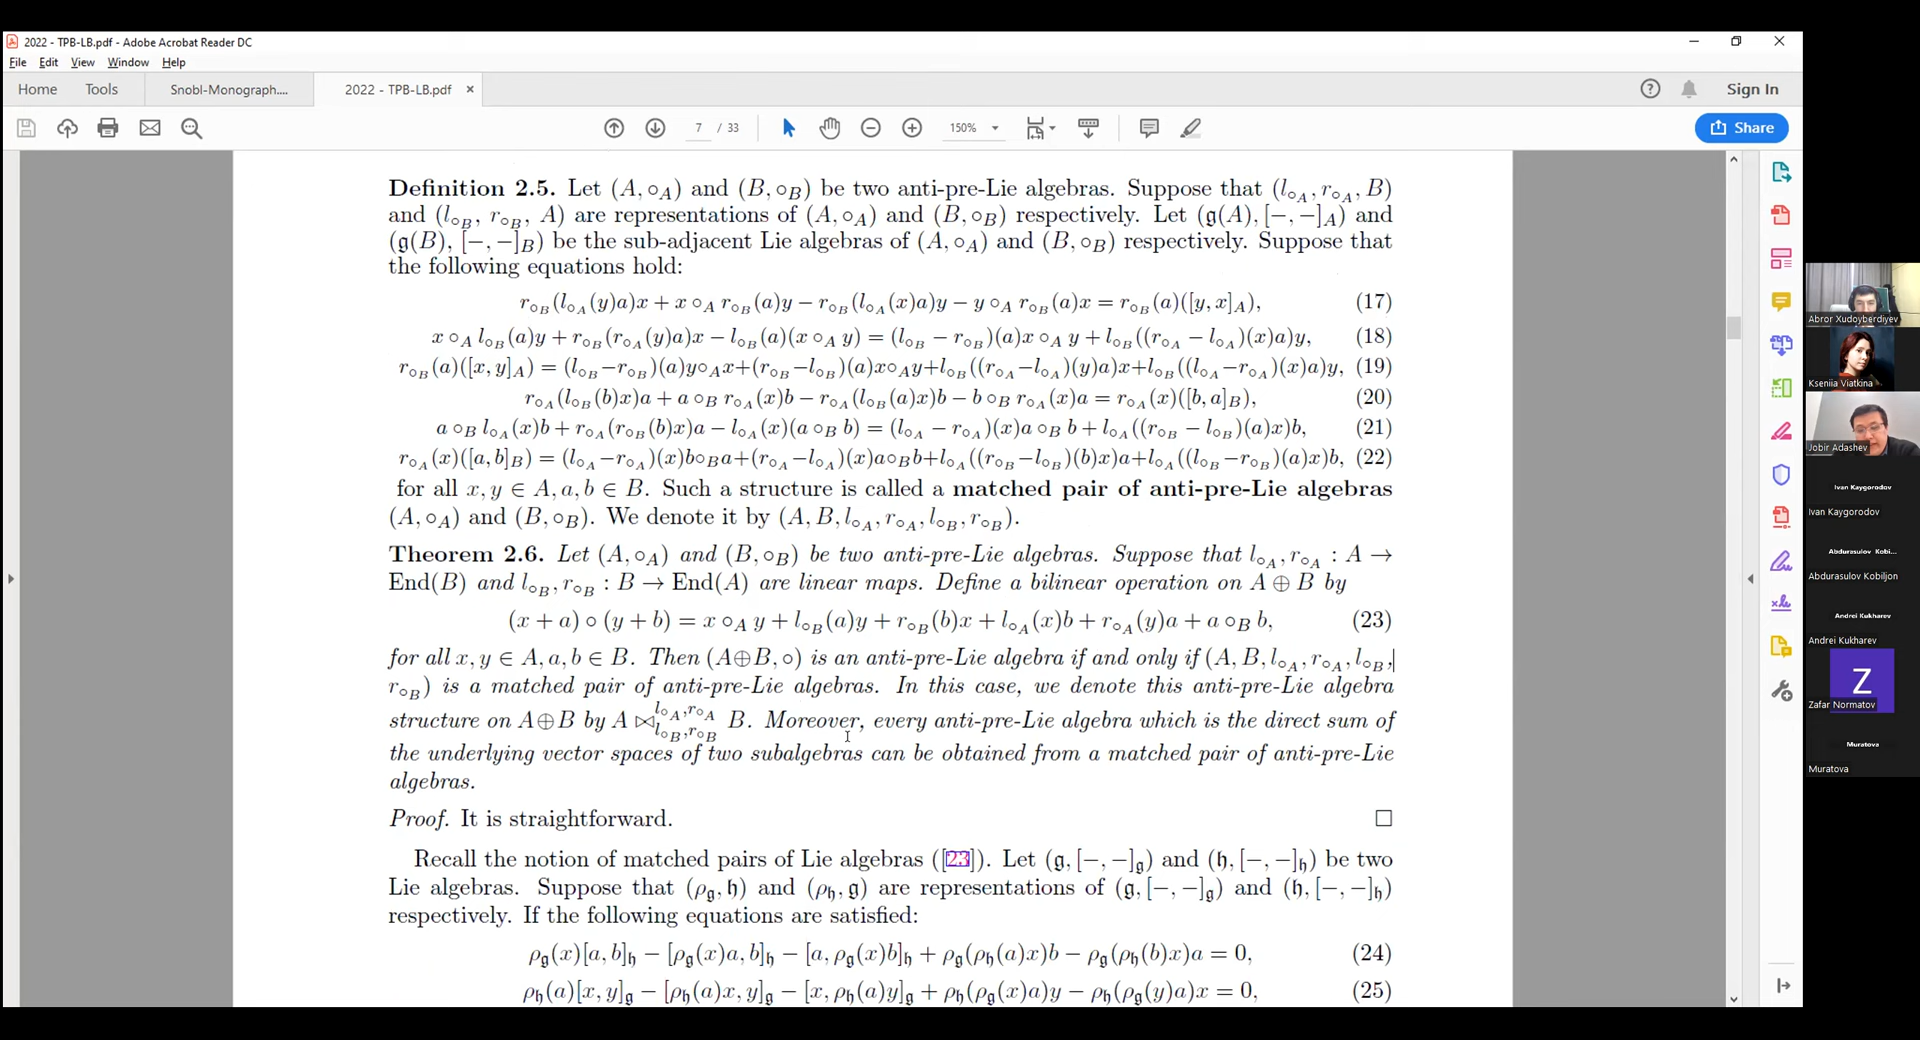 2022 - TPB-LB.pdf - Adobe Acrobat Reader DC
File Edit View Window Help
Home Tools Snobl-Monograph.... 2022 - TPB-LB.pdf × Sign In
7 / 33 150% Share
Definition 2.5. Let (A, ∘_A) and (B, ∘_B) be two anti-pre-Lie algebras. Suppose that (l_{∘_A}, r_{∘_A}, B)
and (l_{∘_B}, r_{∘_B}, A) are representations of (A, ∘_A) and (B, ∘_B) respectively. Let (𝔤(A), [−, −]_A) and
(𝔤(B), [−, −]_B) be the sub-adjacent Lie algebras of (A, ∘_A) and (B, ∘_B) respectively. Suppose that
the following equations hold:
r_{∘_B}(l_{∘_A}(y)a)x + x ∘_A r_{∘_B}(a)y − r_{∘_B}(l_{∘_A}(x)a)y − y ∘_A r_{∘_B}(a)x = r_{∘_B}(a)([y, x]_A), (17)
x ∘_A l_{∘_B}(a)y + r_{∘_B}(r_{∘_A}(y)a)x − l_{∘_B}(a)(x ∘_A y) = (l_{∘_B} − r_{∘_B})(a)x ∘_A y + l_{∘_B}((r_{∘_A} − l_{∘_A})(x)a)y, (18)
r_{∘_B}(a)([x, y]_A) = (l_{∘_B}−r_{∘_B})(a)y∘_A x+(r_{∘_B}−l_{∘_B})(a)x∘_A y+l_{∘_B}((r_{∘_A}−l_{∘_A})(y)a)x+l_{∘_B}((l_{∘_A}−r_{∘_A})(x)a)y, (19)
r_{∘_A}(l_{∘_B}(b)x)a + a ∘_B r_{∘_A}(x)b − r_{∘_A}(l_{∘_B}(a)x)b − b ∘_B r_{∘_A}(x)a = r_{∘_A}(x)([b, a]_B), (20)
a ∘_B l_{∘_A}(x)b + r_{∘_A}(r_{∘_B}(b)x)a − l_{∘_A}(x)(a ∘_B b) = (l_{∘_A} − r_{∘_A})(x)a ∘_B b + l_{∘_A}((r_{∘_B} − l_{∘_B})(a)x)b, (21)
r_{∘_A}(x)([a, b]_B) = (l_{∘_A}−r_{∘_A})(x)b∘_B a+(r_{∘_A}−l_{∘_A})(x)a∘_B b+l_{∘_A}((r_{∘_B}−l_{∘_B})(b)x)a+l_{∘_A}((l_{∘_B}−r_{∘_B})(a)x)b, (22)
for all x, y ∈ A, a, b ∈ B. Such a structure is called a matched pair of anti-pre-Lie algebras
(A, ∘_A) and (B, ∘_B). We denote it by (A, B, l_{∘_A}, r_{∘_A}, l_{∘_B}, r_{∘_B}).
Theorem 2.6. Let (A, ∘_A) and (B, ∘_B) be two anti-pre-Lie algebras. Suppose that l_{∘_A}, r_{∘_A} : A →
End(B) and l_{∘_B}, r_{∘_B} : B → End(A) are linear maps. Define a bilinear operation on A ⊕ B by
(x + a) ∘ (y + b) = x ∘_A y + l_{∘_B}(a)y + r_{∘_B}(b)x + l_{∘_A}(x)b + r_{∘_A}(y)a + a ∘_B b, (23)
for all x, y ∈ A, a, b ∈ B. Then (A⊕B, ∘) is an anti-pre-Lie algebra if and only if (A, B, l_{∘_A}, r_{∘_A}, l_{∘_B},
r_{∘_B}) is a matched pair of anti-pre-Lie algebras. In this case, we denote this anti-pre-Lie algebra
structure on A⊕B by A ⋈^{l_{∘_A}, r_{∘_A}}_{l_{∘_B}, r_{∘_B}} B. Moreover, every anti-pre-Lie algebra which is the direct sum of
the underlying vector spaces of two subalgebras can be obtained from a matched pair of anti-pre-Lie
algebras.
Proof. It is straightforward. □
Recall the notion of matched pairs of Lie algebras ([23]). Let (𝔤, [−, −]_𝔤) and (𝔥, [−, −]_𝔥) be two
Lie algebras. Suppose that (ρ_𝔤, 𝔥) and (ρ_𝔥, 𝔤) are representations of (𝔤, [−, −]_𝔤) and (𝔥, [−, −]_𝔥)
respectively. If the following equations are satisfied:
ρ_𝔤(x)[a, b]_𝔥 − [ρ_𝔤(x)a, b]_𝔥 − [a, ρ_𝔤(x)b]_𝔥 + ρ_𝔤(ρ_𝔥(a)x)b − ρ_𝔤(ρ_𝔥(b)x)a = 0, (24)
ρ_𝔥(a)[x, y]_𝔤 − [ρ_𝔥(a)x, y]_𝔤 − [x, ρ_𝔥(a)y]_𝔤 + ρ_𝔥(ρ_𝔤(x)a)y − ρ_𝔥(ρ_𝔤(y)a)x = 0, (25)
Abror Xudoyberdiyev
Kseniia Viatkina
Jobir Adashev
Ivan Kaygorodov
Ivan Kaygorodov
Abdurasulov Kobi...
Abdurasulov Kobiljon
Andrei Kukharev
Andrei Kukharev
Z
Zafar Normatov
Muratova
Muratova